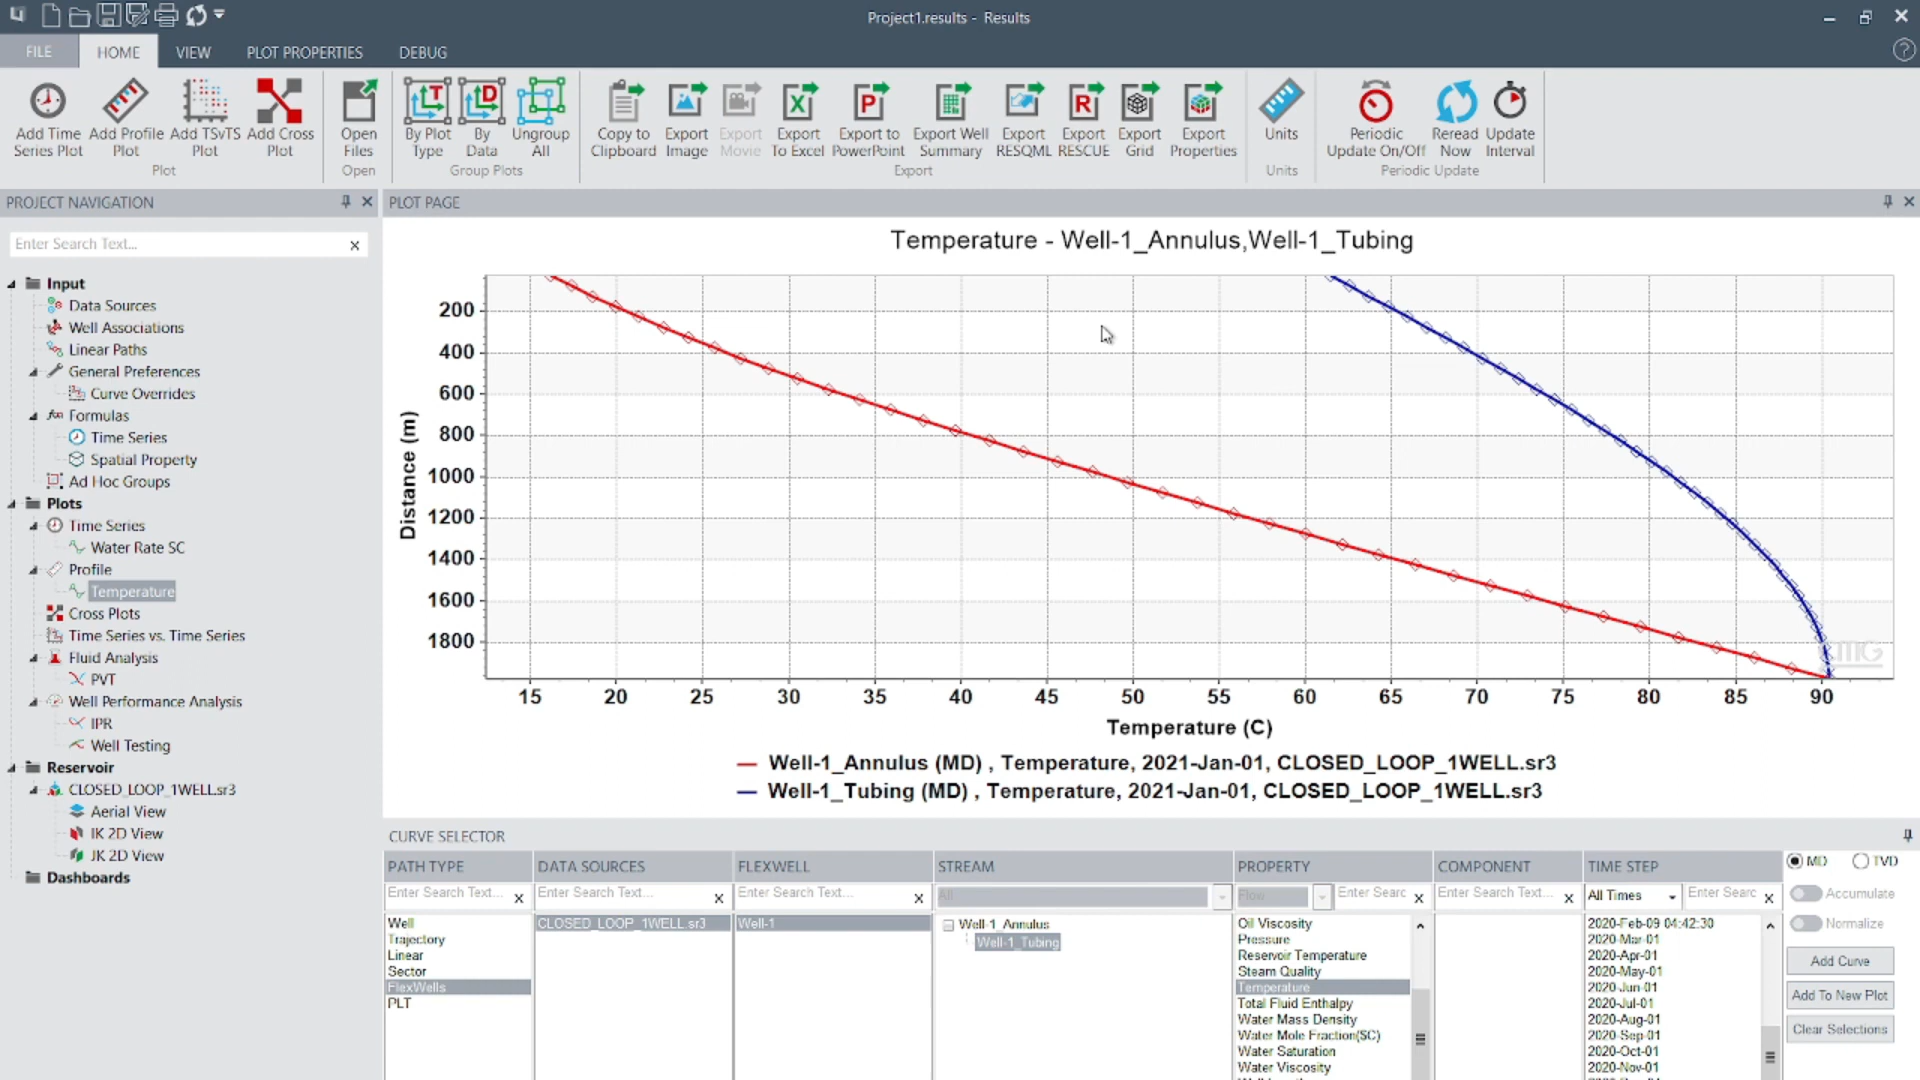 Project1.results - Results
FILE
HOME
VIEW
PLOT PROPERTIES
DEBUG
Add Time Series Plot
Add Profile Plot
Add TSvTS Plot
Add Cross Plot
Plot
Open Files
Open
By Plot Type
By Data
Ungroup All
Group Plots
Copy to Clipboard
Export Image
Export Movie
Export To Excel
Export to PowerPoint
Export Well Summary
Export RESQML
Export RESCUE
Export Grid
Export Properties
Export
Units
Units
Periodic Update On/Off
Reread Now
Update Interval
Periodic Update
PROJECT NAVIGATION
Enter Search Text...
Input
Data Sources
Well Associations
Linear Paths
General Preferences
Curve Overrides
Formulas
Time Series
Spatial Property
Ad Hoc Groups
Plots
Time Series
Water Rate SC
Profile
Temperature
Cross Plots
Time Series vs. Time Series
Fluid Analysis
PVT
Well Performance Analysis
IPR
Well Testing
Reservoir
CLOSED_LOOP_1WELL.sr3
Aerial View
IK 2D View
JK 2D View
Dashboards
PLOT PAGE
Temperature - Well-1_Annulus,Well-1_Tubing
Distance (m)
200
400
600
800
1000
1200
1400
1600
1800
CMG
15 20 25 30 35 40 45 50 55 60 65 70 75 80 85 90
Temperature (C)
Well-1_Annulus (MD) , Temperature, 2021-Jan-01, CLOSED_LOOP_1WELL.sr3
Well-1_Tubing (MD) , Temperature, 2021-Jan-01, CLOSED_LOOP_1WELL.sr3
CURVE SELECTOR
PATH TYPE
Enter Search Text...
Well
Trajectory
Linear
Sector
FlexWells
PLT
DATA SOURCES
Enter Search Text...
CLOSED_LOOP_1WELL.sr3
FLEXWELL
Enter Search Text...
Well-1
STREAM
All
Well-1_Annulus
Well-1_Tubing
PROPERTY
Flow
Enter Searc
Oil Viscosity
Pressure
Reservoir Temperature
Steam Quality
Temperature
Total Fluid Enthalpy
Water Mass Density
Water Mole Fraction(SC)
Water Saturation
Water Viscosity
COMPONENT
Enter Search Text...
TIME STEP
All Times
Enter Searc
2020-Feb-09 04:42:30
2020-Mar-01
2020-Apr-01
2020-May-01
2020-Jun-01
2020-Jul-01
2020-Aug-01
2020-Sep-01
2020-Oct-01
2020-Nov-01
MD
TVD
Accumulate
Normalize
Add Curve
Add To New Plot
Clear Selections